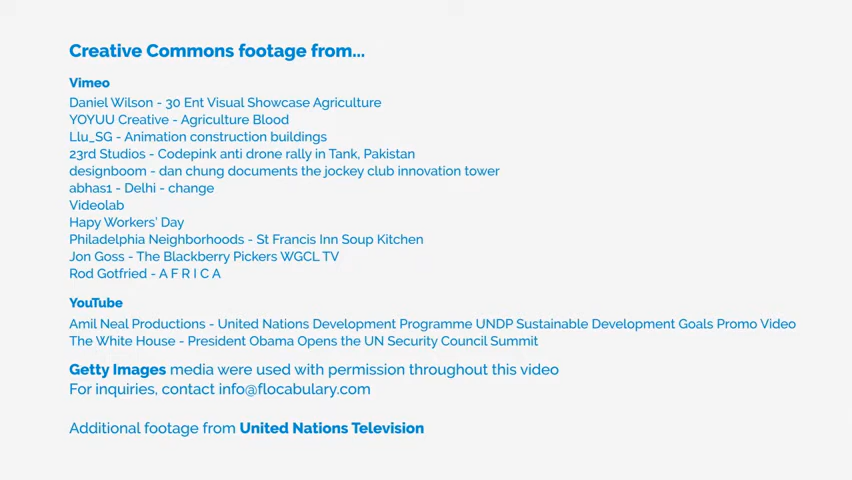 Creative Commons footage from...
Vimeo
Daniel Wilson - 30 Ent Visual Showcase Agriculture
YOYUU Creative - Agriculture Blood
Llu_SG - Animation construction buildings
23rd Studios - Codepink anti drone rally in Tank, Pakistan
designboom - dan chung documents the jockey club innovation tower
abhas1 - Delhi - change
Videolab
Hapy Workers' Day
Philadelphia Neighborhoods - St Francis Inn Soup Kitchen
Jon Goss - The Blackberry Pickers WGCL TV
Rod Gotfried - A F R I C A
YouTube
Amil Neal Productions - United Nations Development Programme UNDP Sustainable Development Goals Promo Video
The White House - President Obama Opens the UN Security Council Summit
Getty Images media were used with permission throughout this video
For inquiries, contact info@flocabulary.com
Additional footage from United Nations Television